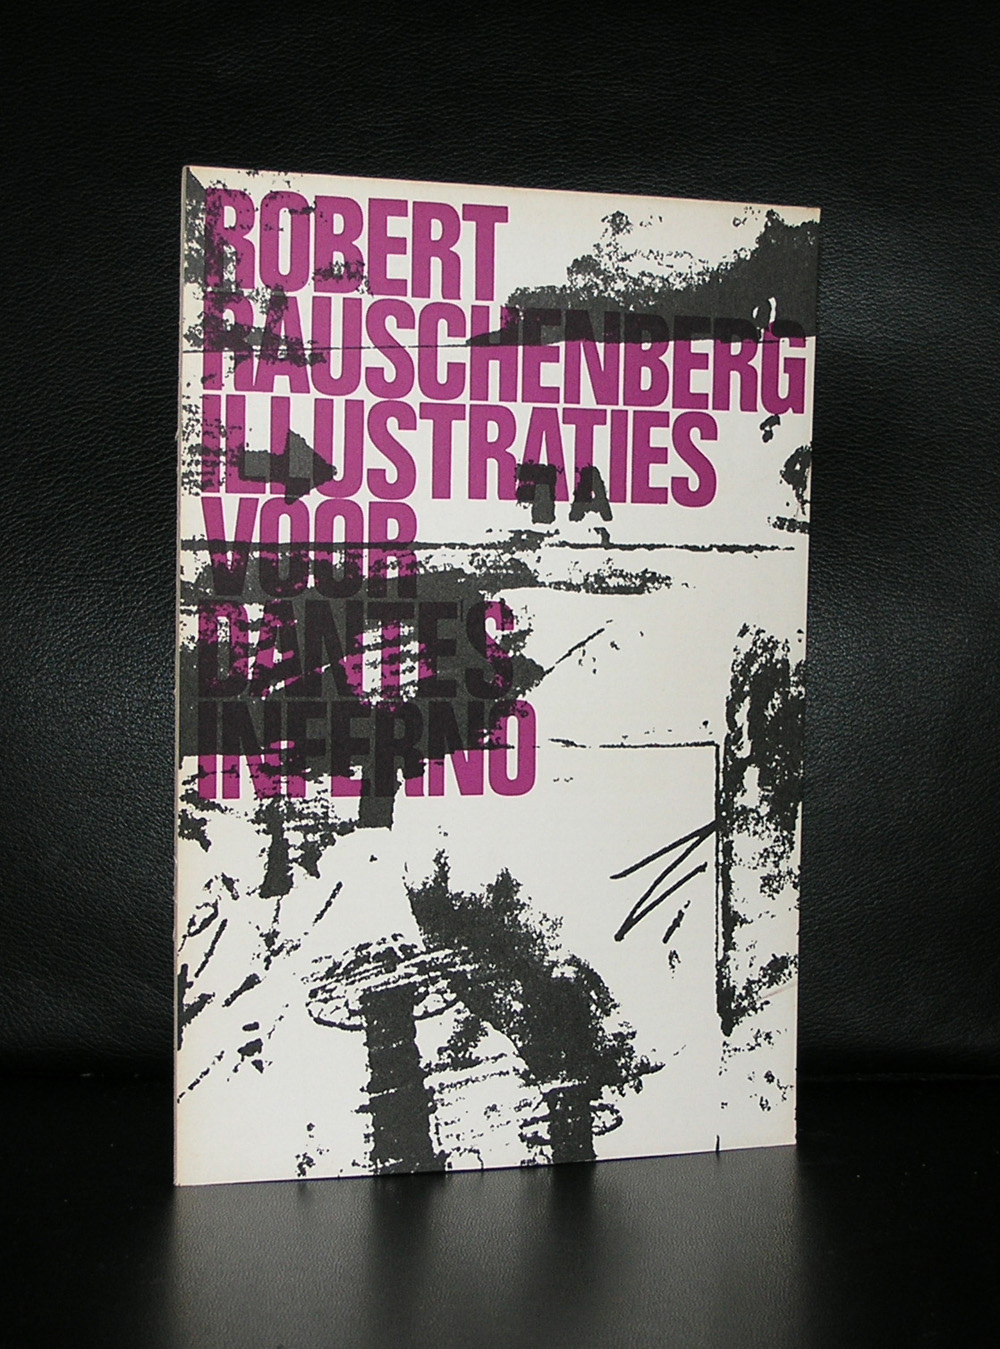 ROBERT
RAUSCHENBERG
ILLUSTRATIES
VOOR
DANTES
INFERNO